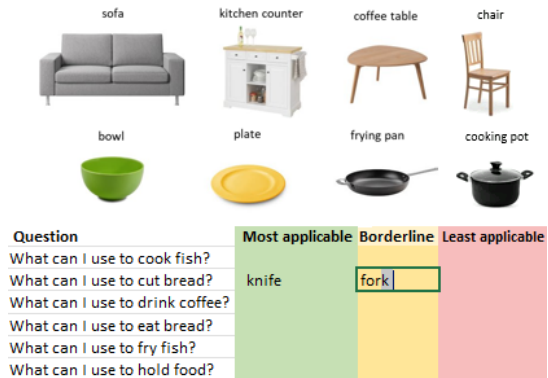 sofa kitchen counter coffee table chair
bowl plate frying pan cooking pot
Question Most applicable Borderline Least applicable
What can I use to cook fish?
What can I use to cut bread? knife fork
What can I use to drink coffee?
What can I use to eat bread?
What can I use to fry fish?
What can I use to hold food?